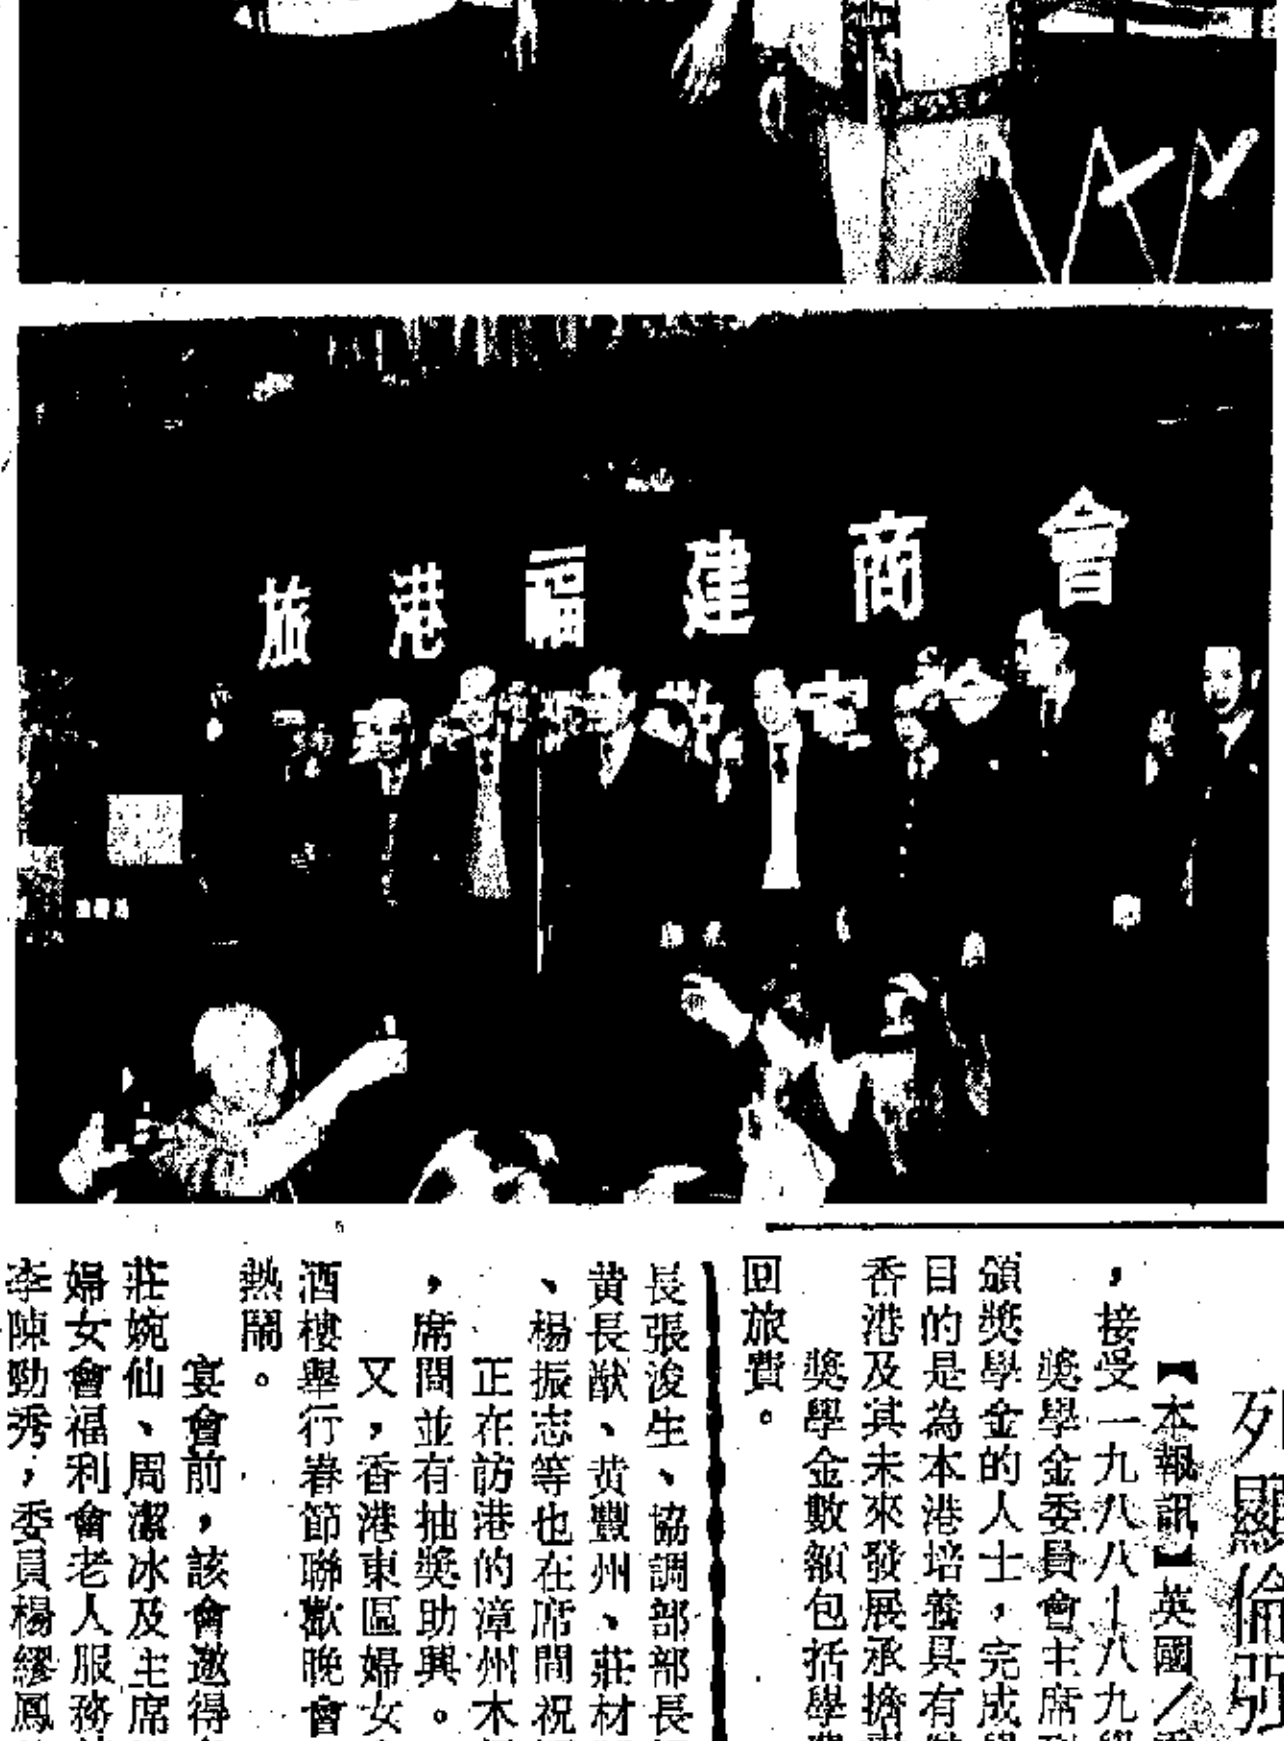 旅港福建商會
列顯倫
【本報訊】英國／
，接受一九八八—八九學
獎學金委員會主席列
頒獎學金的人士，完成學
目的是為本港培養具有
香港及其未來發展承擔
獎學金數額包括學費
回旅費。
長張浚生、協調部部長
黃長猷、黃豐州、莊材
、楊振志等也在席間祝
正在訪港的漳州木
，席間並有抽獎助興。
又，香港東區婦女
酒樓舉行春節聯歡晚會
熱鬧。
宴會前，該會邀得
莊婉仙、周潔冰及主席
婦女會福利會老人服務
李陳勁秀，委員楊繆鳳